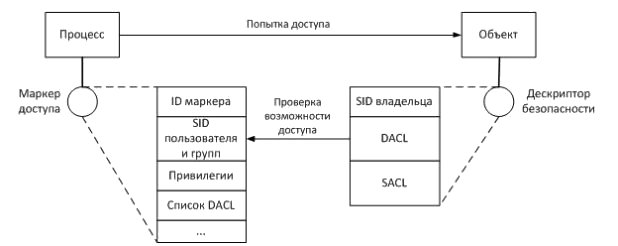 Попытка доступа
Процесс
Объект
Маркер
доступа
ID маркера
SID
пользователя
и групп
Привилегии
Список DACL
...
Проверка
возможности
доступа
SID владельца
DACL
SACL
Дескриптор
безопасности